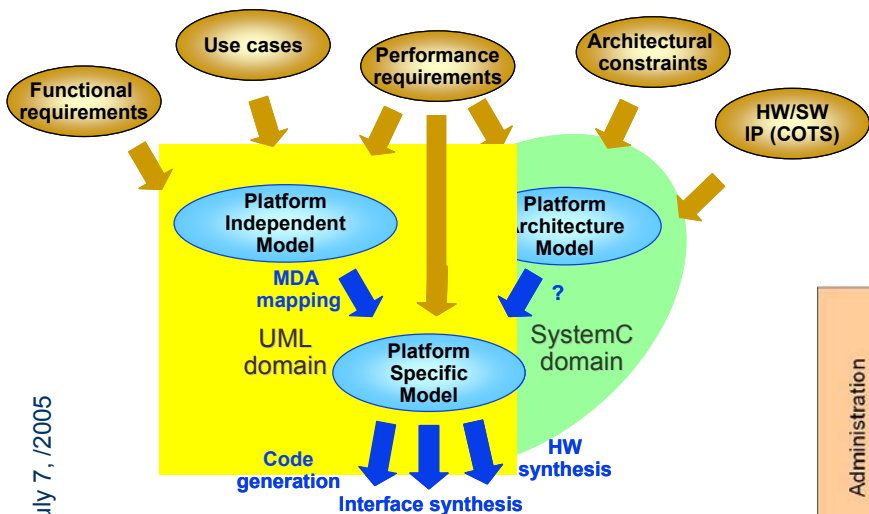 Use cases
Performance
requirements
Architectural
constraints
Functional
requirements
HW/SW
IP (COTS)
Platform
Independent
Model
Platform
Architecture
Model
MDA
mapping
?
UML
domain
SystemC
domain
Platform
Specific
Model
Code
generation
HW
synthesis
Interface synthesis
uly 7, /2005
Administration